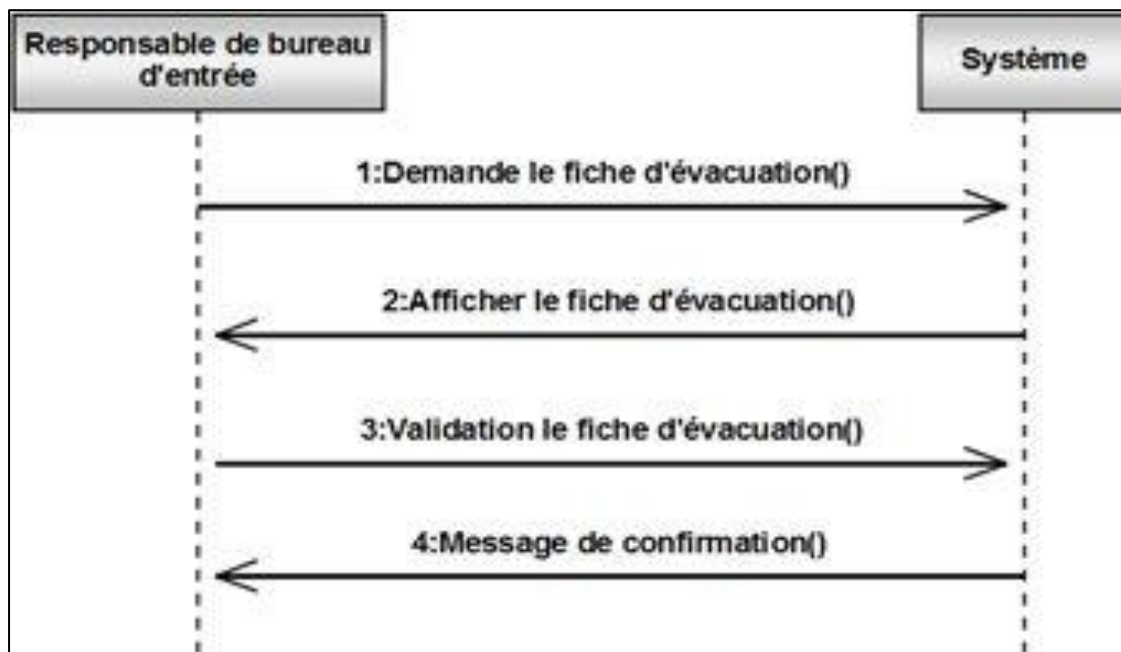 Responsable de bureau
d'entrée
Système
1:Demande le fiche d'évacuation()
2:Afficher le fiche d'évacuation()
3:Validation le fiche d'évacuation()
4:Message de confirmation()